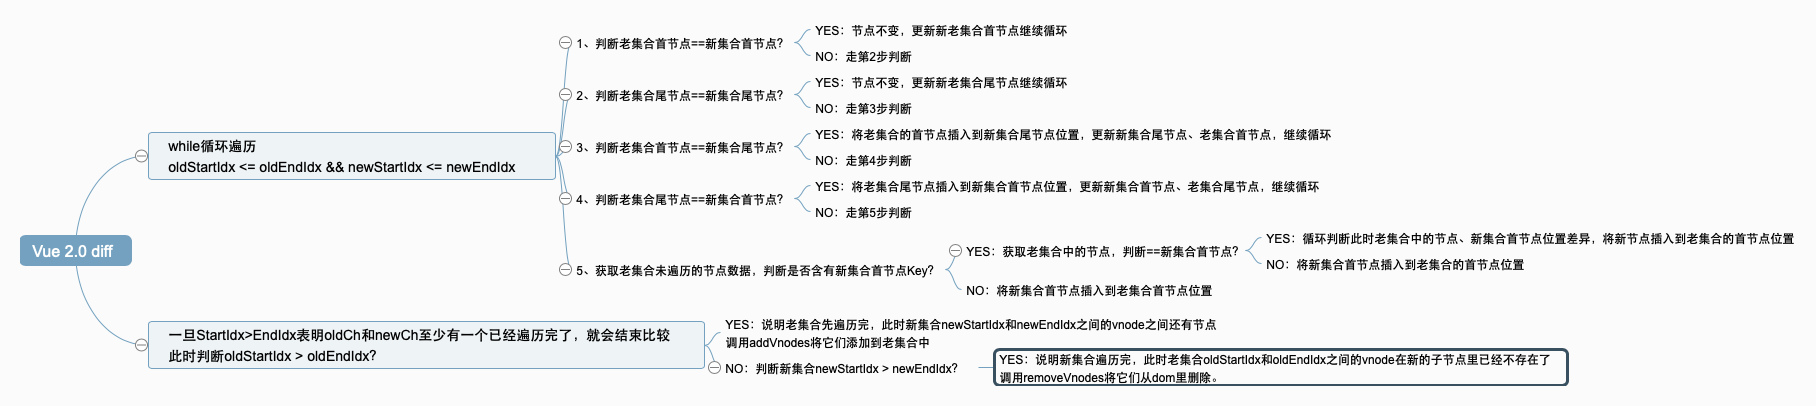 Vue 2.0 diff
while循环遍历
oldStartIdx <= oldEndIdx && newStartIdx <= newEndIdx
1、判断老集合首节点==新集合首节点?
YES：节点不变，更新新老集合首节点继续循环
NO：走第2步判断
2、判断老集合尾节点==新集合尾节点?
YES：节点不变，更新新老集合尾节点继续循环
NO：走第3步判断
3、判断老集合首节点==新集合尾节点?
YES：将老集合的首节点插入到新集合尾节点位置，更新新集合尾节点、老集合首节点，继续循环
NO：走第4步判断
4、判断老集合尾节点==新集合首节点?
YES：将老集合尾节点插入到新集合首节点位置，更新新集合首节点、老集合尾节点，继续循环
NO：走第5步判断
5、获取老集合未遍历的节点数据，判断是否含有新集合首节点Key?
YES：获取老集合中的节点，判断==新集合首节点?
YES：循环判断此时老集合中的节点、新集合首节点位置差异，将新节点插入到老集合的首节点位置
NO：将新集合首节点插入到老集合的首节点位置
NO：将新集合首节点插入到老集合首节点位置
一旦StartIdx>EndIdx表明oldCh和newCh至少有一个已经遍历完了，就会结束比较
此时判断oldStartIdx > oldEndIdx?
YES：说明老集合先遍历完，此时新集合newStartIdx和newEndIdx之间的vnode之间还有节点
调用addVnodes将它们添加到老集合中
NO：判断新集合newStartIdx > newEndIdx?
YES：说明新集合遍历完，此时老集合oldStartIdx和oldEndIdx之间的vnode在新的子节点里已经不存在了
调用removeVnodes将它们从dom里删除。